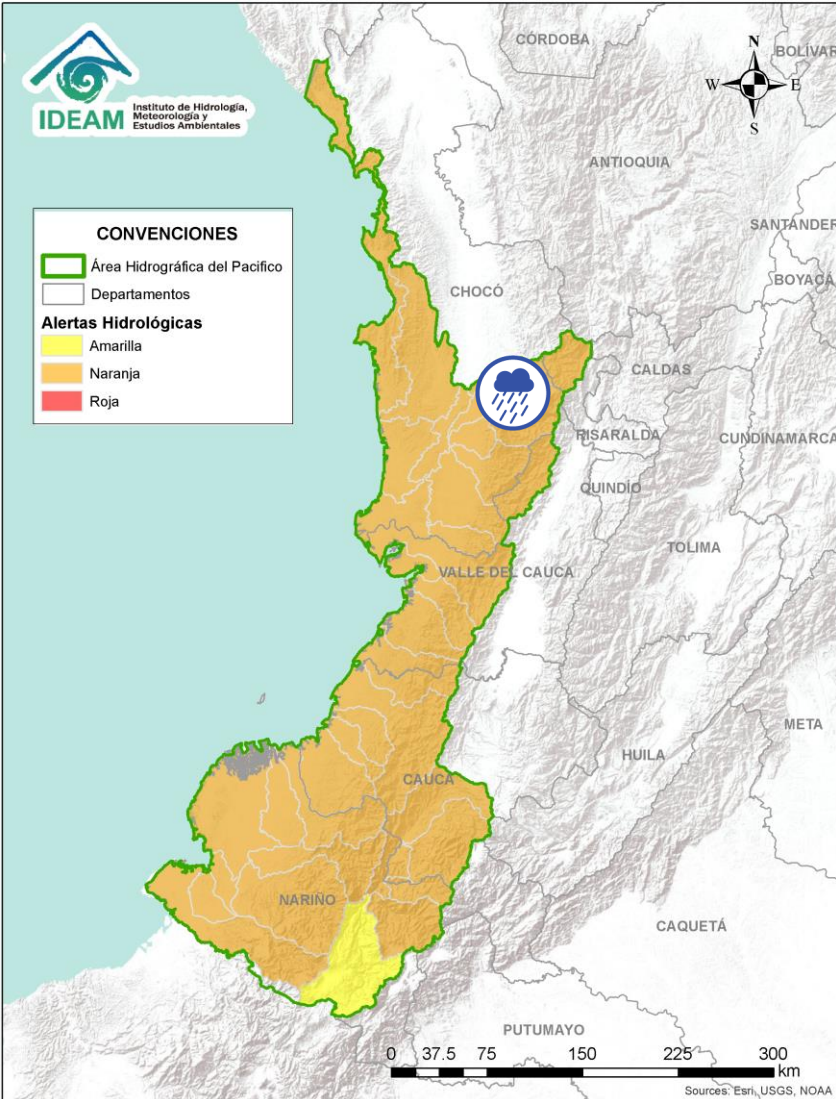 IDEAM
Instituto de Hidrología,
Meteorología y
Estudios Ambientales
CÓRDOBA
BOLÍVAR
N
W
E
S
ANTIOQUIA
SANTANDER
BOYACÁ
CONVENCIONES
Área Hidrográfica del Pacifico
Departamentos
Alertas Hidrológicas
Amarilla
Naranja
Roja
CHOCÓ
CALDAS
RISARALDA
CUNDINAMARCA
QUINDÍO
TOLIMA
VALLE DEL CAUCA
META
HUILA
CAUCA
NARIÑO
CAQUETÁ
PUTUMAYO
0 37.5 75 150 225 300
km
Sources: Esri, USGS, NOAA